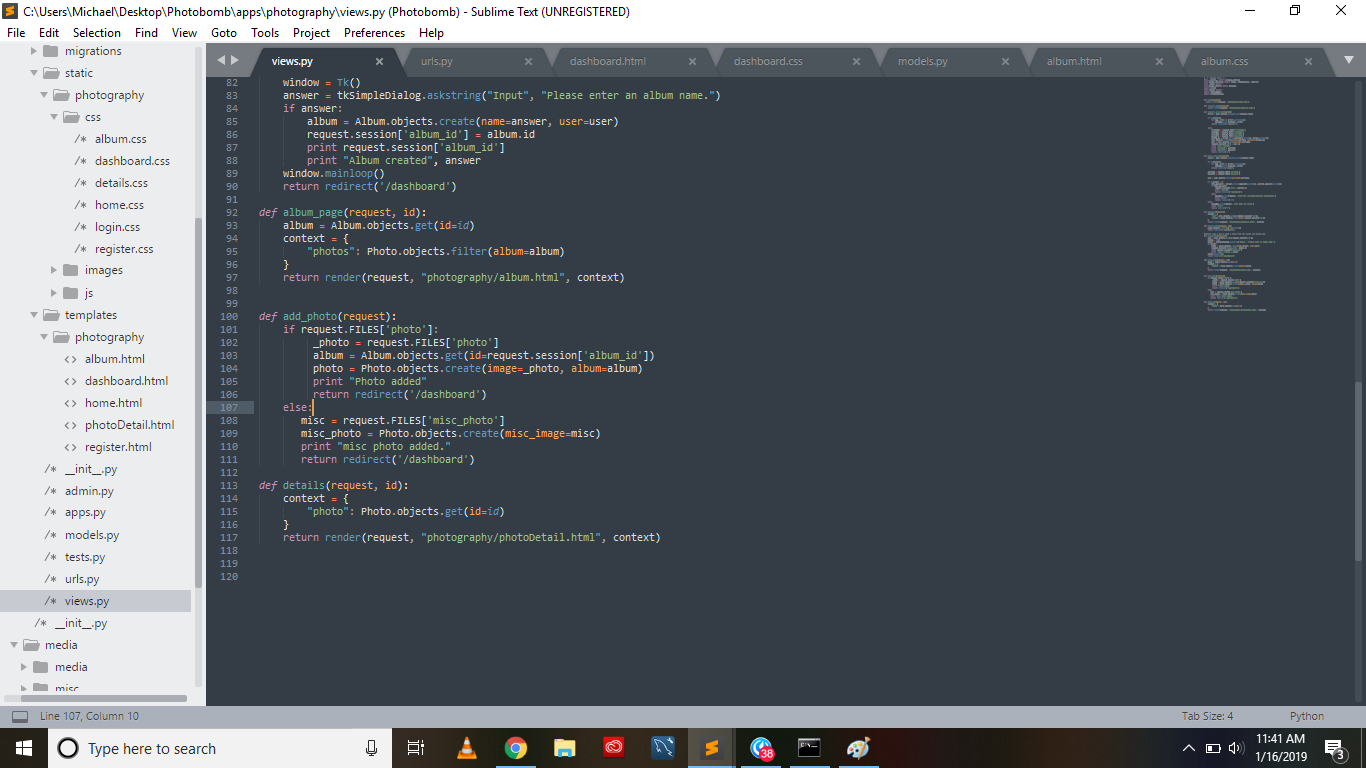 C:\Users\Michael\Desktop\Photobomb\apps\photography\views.py (Photobomb) - Sublime Text (UNREGISTERED)
File Edit Selection Find View Goto Tools Project Preferences Help
migrations
static
photography
css
/* album.css
/* dashboard.css
/* details.css
/* home.css
/* login.css
/* register.css
images
js
templates
photography
<> album.html
<> dashboard.html
<> home.html
<> photoDetail.html
<> register.html
/* __init__.py
/* admin.py
/* apps.py
/* models.py
/* tests.py
/* urls.py
/* views.py
/* __init__.py
media
media
misc
views.py urls.py dashboard.html dashboard.css models.py album.html album.css
82 window = Tk()
83 answer = tkSimpleDialog.askstring("Input", "Please enter an album name.")
84 if answer:
85 album = Album.objects.create(name=answer, user=user)
86 request.session['album_id'] = album.id
87 print request.session['album_id']
88 print "Album created", answer
89 window.mainloop()
90 return redirect('/dashboard')
91
92 def album_page(request, id):
93 album = Album.objects.get(id=id)
94 context = {
95 "photos": Photo.objects.filter(album=album)
96 }
97 return render(request, "photography/album.html", context)
98
99
100 def add_photo(request):
101 if request.FILES['photo']:
102 _photo = request.FILES['photo']
103 album = Album.objects.get(id=request.session['album_id'])
104 photo = Photo.objects.create(image=_photo, album=album)
105 print "Photo added"
106 return redirect('/dashboard')
107 else:
108 misc = request.FILES['misc_photo']
109 misc_photo = Photo.objects.create(misc_image=misc)
110 print "misc photo added."
111 return redirect('/dashboard')
112
113 def details(request, id):
114 context = {
115 "photo": Photo.objects.get(id=id)
116 }
117 return render(request, "photography/photoDetail.html", context)
118
119
120
Line 107, Column 10 Tab Size: 4 Python
Type here to search
38
11:41 AM
1/16/2019
3